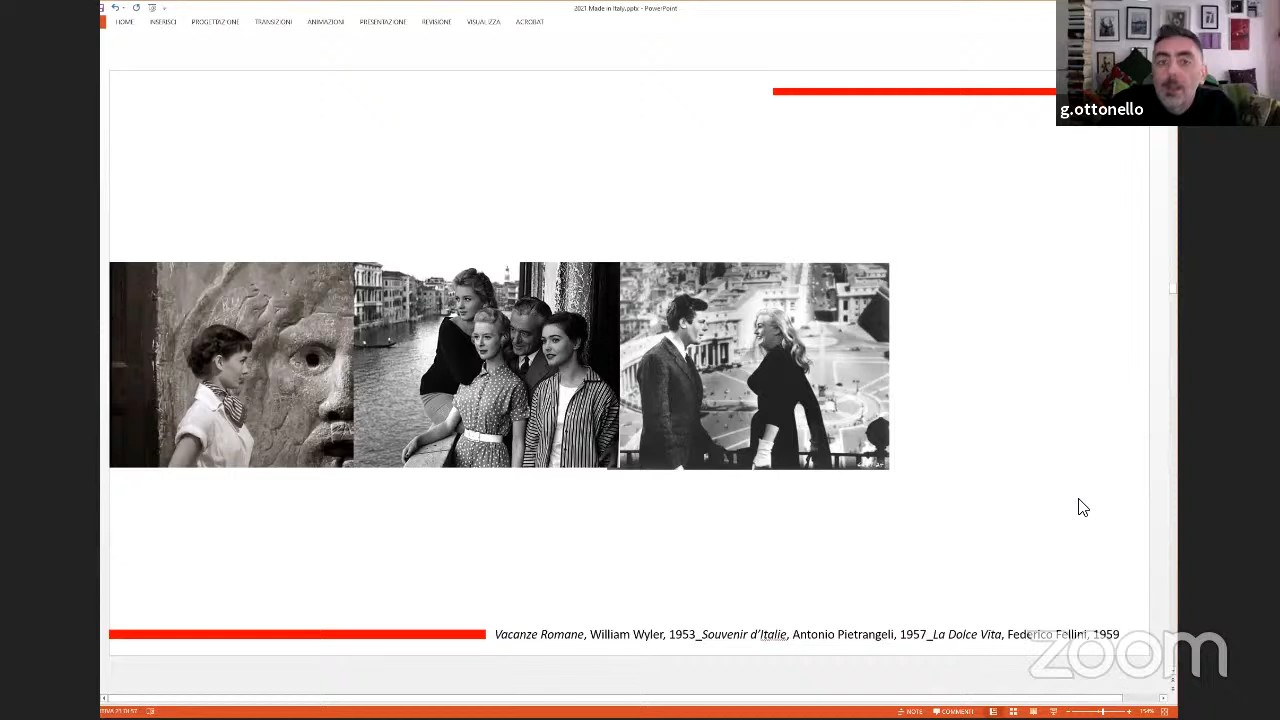 2021 Made in Italy.pptx - PowerPoint
HOME INSERISCI PROGETTAZIONE TRANSIZIONI ANIMAZIONI PRESENTAZIONE REVISIONE VISUALIZZA ACROBAT
g.ottonello
Vacanze Romane, William Wyler, 1953_Souvenir d'Italie, Antonio Pietrangeli, 1957_La Dolce Vita, Federico Fellini, 1959
zoom
NOTE COMMENTI 154%